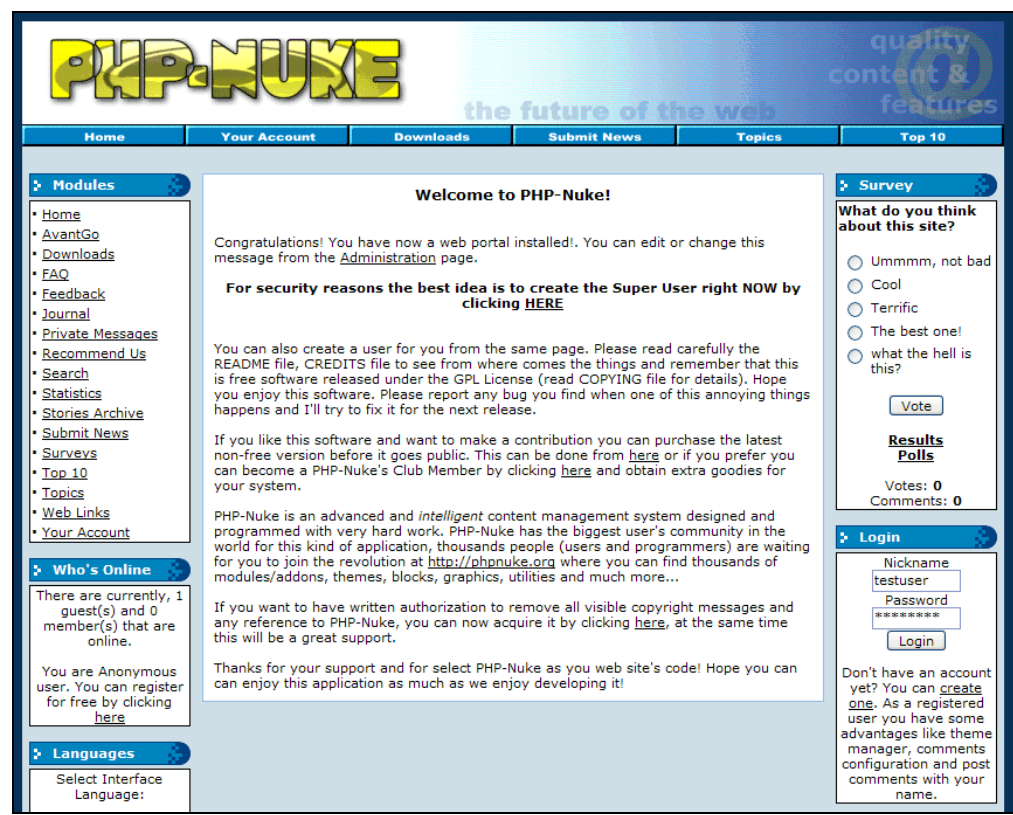 PHP-NUKE
the future of the web
quality
content &
features
Home
Your Account
Downloads
Submit News
Topics
Top 10
Modules
Home
AvantGo
Downloads
FAQ
Feedback
Journal
Private Messages
Recommend Us
Search
Statistics
Stories Archive
Submit News
Surveys
Top 10
Topics
Web Links
Your Account
Who's Online
There are currently, 1
guest(s) and 0
member(s) that are
online.
You are Anonymous
user. You can register
for free by clicking
here
Languages
Select Interface
Language:
Welcome to PHP-Nuke!
Congratulations! You have now a web portal installed!. You can edit or change this
message from the Administration page.
For security reasons the best idea is to create the Super User right NOW by
clicking HERE
You can also create a user for you from the same page. Please read carefully the
README file, CREDITS file to see from where comes the things and remember that this
is free software released under the GPL License (read COPYING file for details). Hope
you enjoy this software. Please report any bug you find when one of this annoying things
happens and I'll try to fix it for the next release.
If you like this software and want to make a contribution you can purchase the latest
non-free version before it goes public. This can be done from here or if you prefer you
can become a PHP-Nuke's Club Member by clicking here and obtain extra goodies for
your system.
PHP-Nuke is an advanced and intelligent content management system designed and
programmed with very hard work. PHP-Nuke has the biggest user's community in the
world for this kind of application, thousands people (users and programmers) are waiting
for you to join the revolution at http://phpnuke.org where you can find thousands of
modules/addons, themes, blocks, graphics, utilities and much more...
If you want to have written authorization to remove all visible copyright messages and
any reference to PHP-Nuke, you can now acquire it by clicking here, at the same time
this will be a great support.
Thanks for your support and for select PHP-Nuke as you web site's code! Hope you can
can enjoy this application as much as we enjoy developing it!
Survey
What do you think
about this site?
Ummmm, not bad
Cool
Terrific
The best one!
what the hell is
this?
Vote
Results
Polls
Votes: 0
Comments: 0
Login
Nickname
testuser
Password
********
Login
Don't have an account
yet? You can create
one. As a registered
user you have some
advantages like theme
manager, comments
configuration and post
comments with your
name.